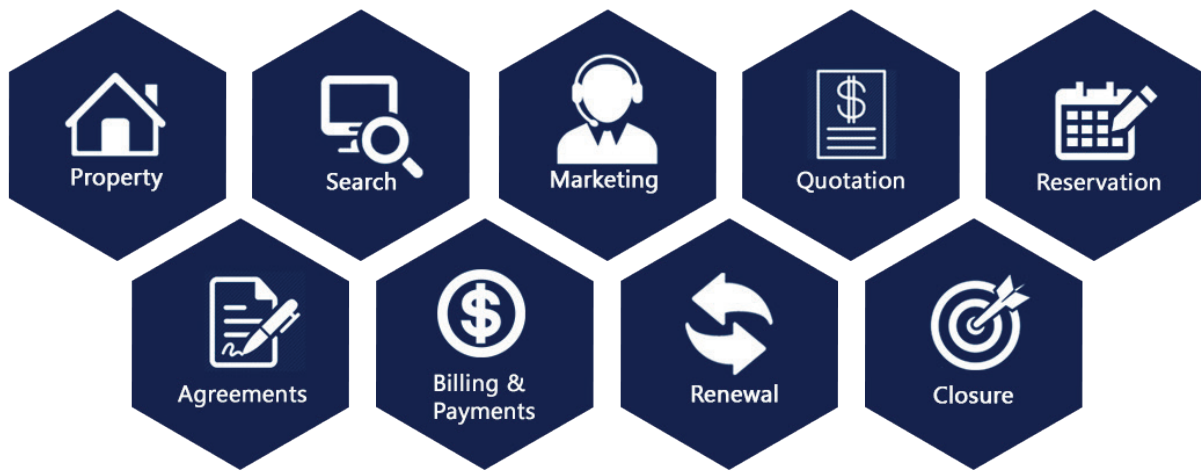 Property
Search
Marketing
Quotation
Reservation
Agreements
Billing &
Payments
Renewal
Closure